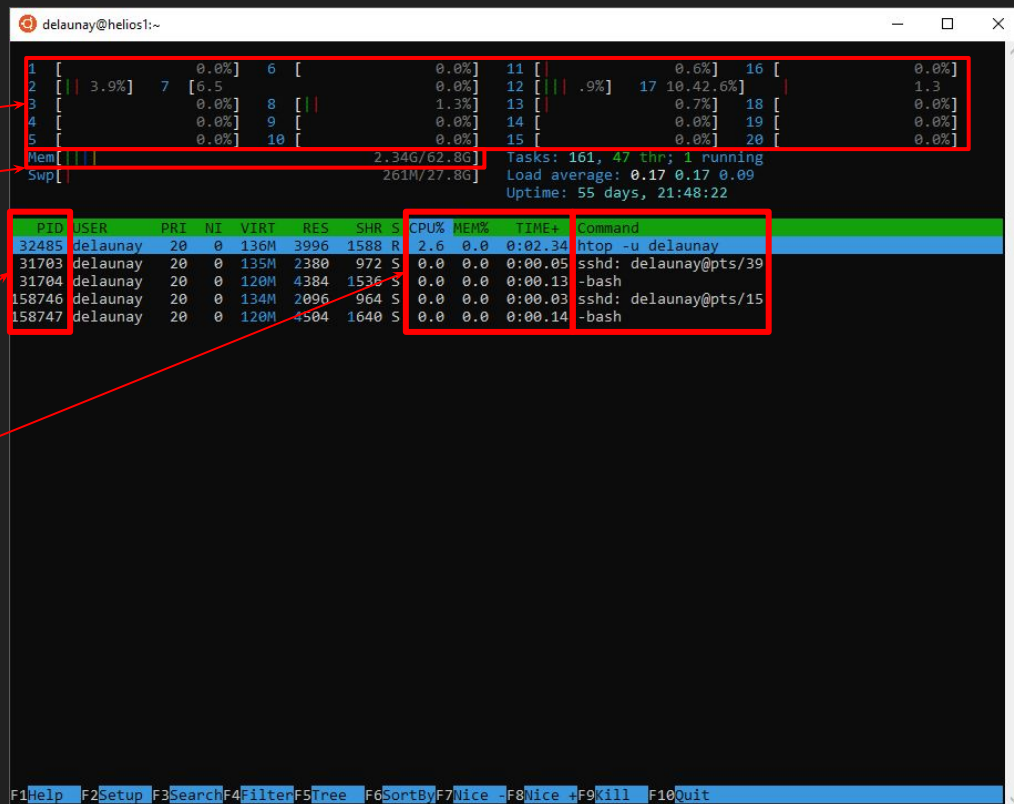 delaunay@helios1:~
1 [ 0.0%] 6 [ 0.0%] 11 [| 0.6%] 16 [ 0.0%]
2 [|| 3.9%] 7 [6.5 0.0%] 12 [||| .9%] 17 10.42.6%] | 1.3
3 [ 0.0%] 8 [|| 1.3%] 13 [| 0.7%] 18 [ 0.0%]
4 [ 0.0%] 9 [ 0.0%] 14 [ 0.0%] 19 [ 0.0%]
5 [ 0.0%] 10 [ 0.0%] 15 [ 0.0%] 20 [ 0.0%]
Mem[|||| 2.34G/62.8G] Tasks: 161, 47 thr; 1 running
Swp[| 261M/27.8G] Load average: 0.17 0.17 0.09
Uptime: 55 days, 21:48:22
PID USER PRI NI VIRT RES SHR S CPU% MEM% TIME+ Command
32485 delaunay 20 0 136M 3996 1588 R 2.6 0.0 0:02.34 htop -u delaunay
31703 delaunay 20 0 135M 2380 972 S 0.0 0.0 0:00.05 sshd: delaunay@pts/39
31704 delaunay 20 0 120M 4384 1536 S 0.0 0.0 0:00.13 -bash
158746 delaunay 20 0 134M 2096 964 S 0.0 0.0 0:00.03 sshd: delaunay@pts/15
158747 delaunay 20 0 120M 4504 1640 S 0.0 0.0 0:00.14 -bash
F1Help F2Setup F3SearchF4FilterF5Tree F6SortByF7Nice -F8Nice +F9Kill F10Quit